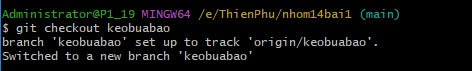 Administrator@P1_19 MINGW64 /e/ThienPhu/nhom14bai1 (main)
$ git checkout keobuabao
branch 'keobuabao' set up to track 'origin/keobuabao'.
Switched to a new branch 'keobuabao'